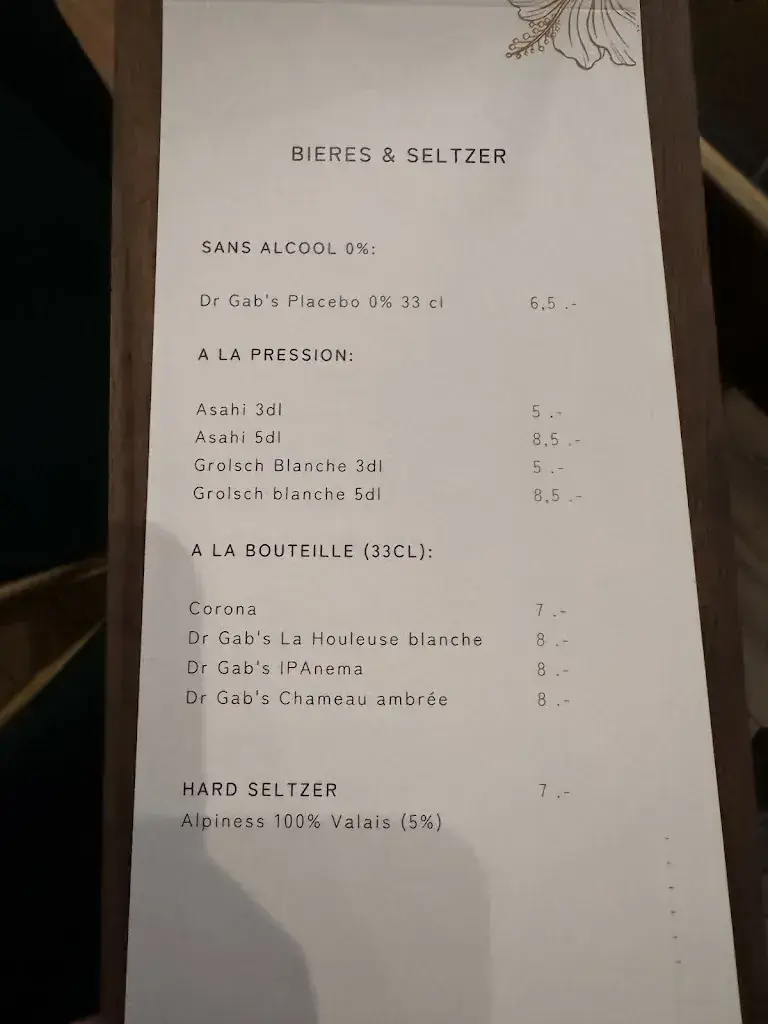 BIERES & SELTZER
SANS ALCOOL 0%:
Dr Gab's Placebo 0% 33 cl 6,5 .-
A LA PRESSION:
Asahi 3dl 5 .-
Asahi 5dl 8,5 .-
Grolsch Blanche 3dl 5 .-
Grolsch blanche 5dl 8,5 .-
A LA BOUTEILLE (33CL):
Corona 7 .-
Dr Gab's La Houleuse blanche 8 .-
Dr Gab's IPAnema 8 .-
Dr Gab's Chameau ambrée 8 .-
HARD SELTZER 7 .-
Alpiness 100% Valais (5%)